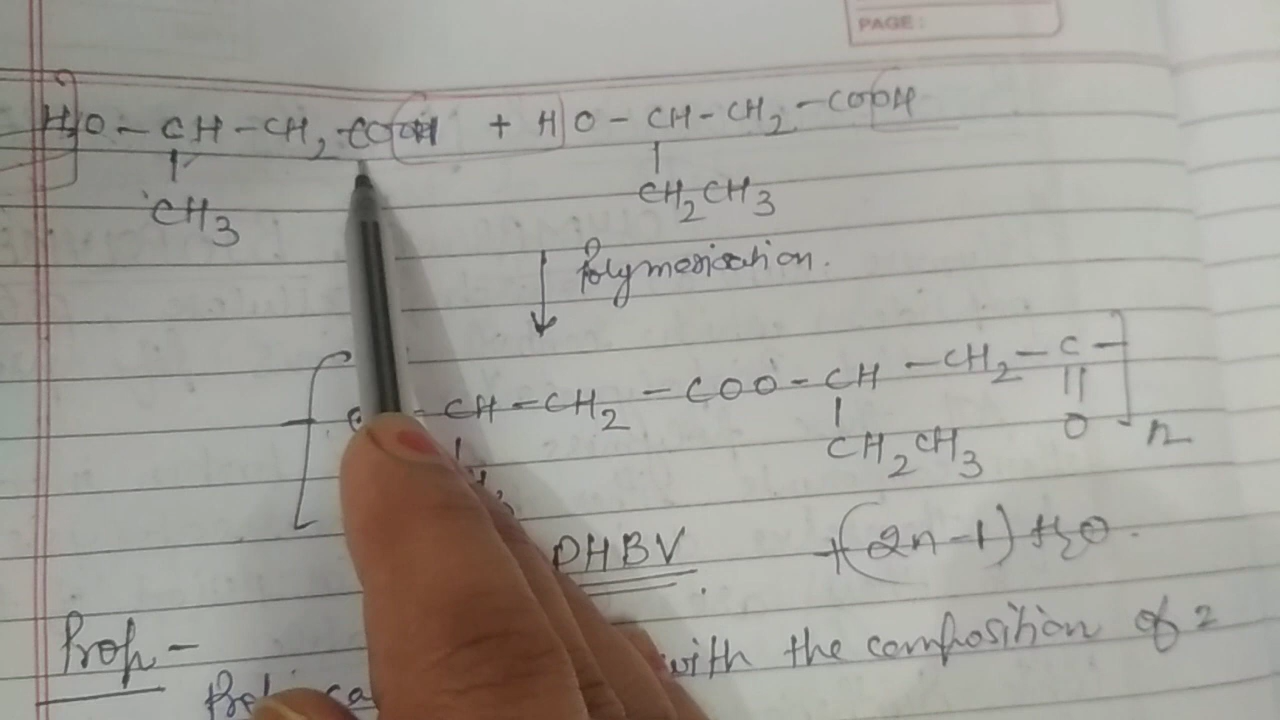 PAGE:
HO - CH - CH2 - COOH + HO - CH - CH2 - COOH
CH3 CH2CH3
Polymerisation.
CH - CH2 - COO - CH - CH2 - C -
CH2CH3 O n
PHBV +(2n-1) H2O.
Prop - with the composition of 2